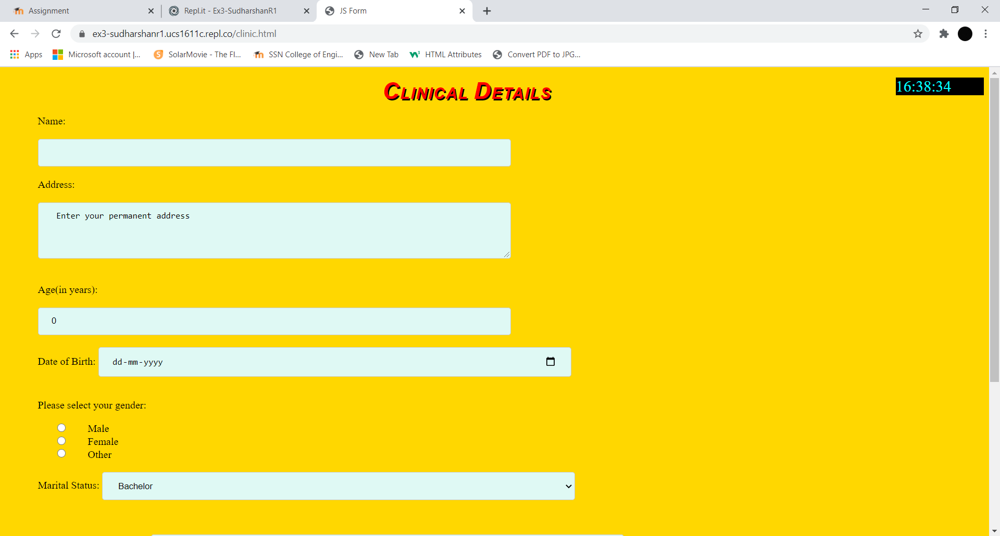 Assignment
Repl.it - Ex3-SudharshanR1
JS Form
ex3-sudharshanr1.ucs1611c.repl.co/clinic.html
Apps
Microsoft account |...
SolarMovie - The Fl...
SSN College of Engi...
New Tab
HTML Attributes
Convert PDF to JPG...
Clinical Details
16:38:34
Name:
Address:
Enter your permanent address
Age(in years):
0
Date of Birth: dd-mm-yyyy
Please select your gender:
Male
Female
Other
Marital Status: Bachelor